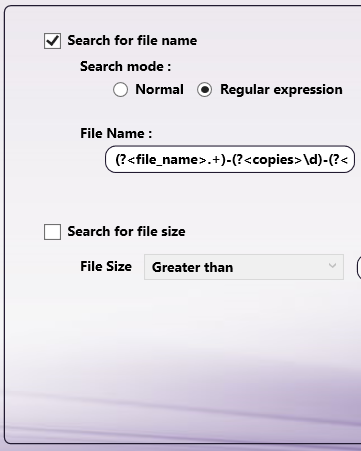 Search for file name
Search mode :
Normal Regular expression
File Name :
(?<file_name>.+)-(?<copies>\d)-(?<
Search for file size
File Size Greater than